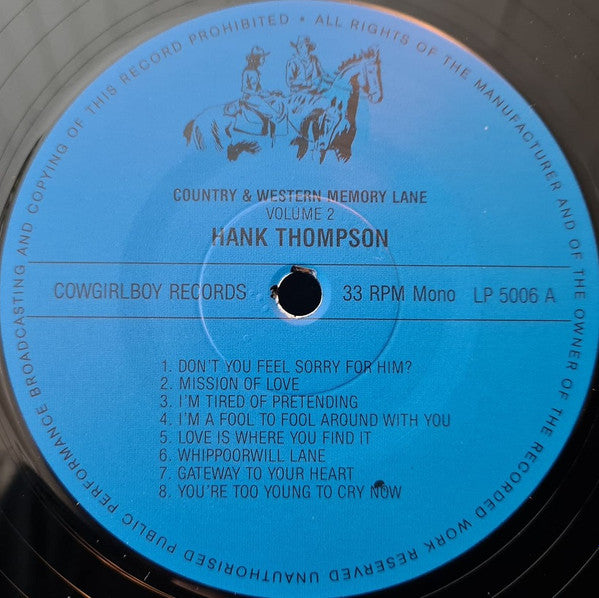 ALL RIGHTS OF THE MANUFACTURER AND OF THE OWNER OF THE RECORDED WORK RESERVED UNAUTHORISED PUBLIC PERFORMANCE BROADCASTING AND COPYING OF THIS RECORD PROHIBITED •
COUNTRY & WESTERN MEMORY LANE
VOLUME 2
HANK THOMPSON
COWGIRLBOY RECORDS 33 RPM Mono LP 5006 A
1. DON'T YOU FEEL SORRY FOR HIM?
2. MISSION OF LOVE
3. I'M TIRED OF PRETENDING
4. I'M A FOOL TO FOOL AROUND WITH YOU
5. LOVE IS WHERE YOU FIND IT
6. WHIPPOORWILL LANE
7. GATEWAY TO YOUR HEART
8. YOU'RE TOO YOUNG TO CRY NOW